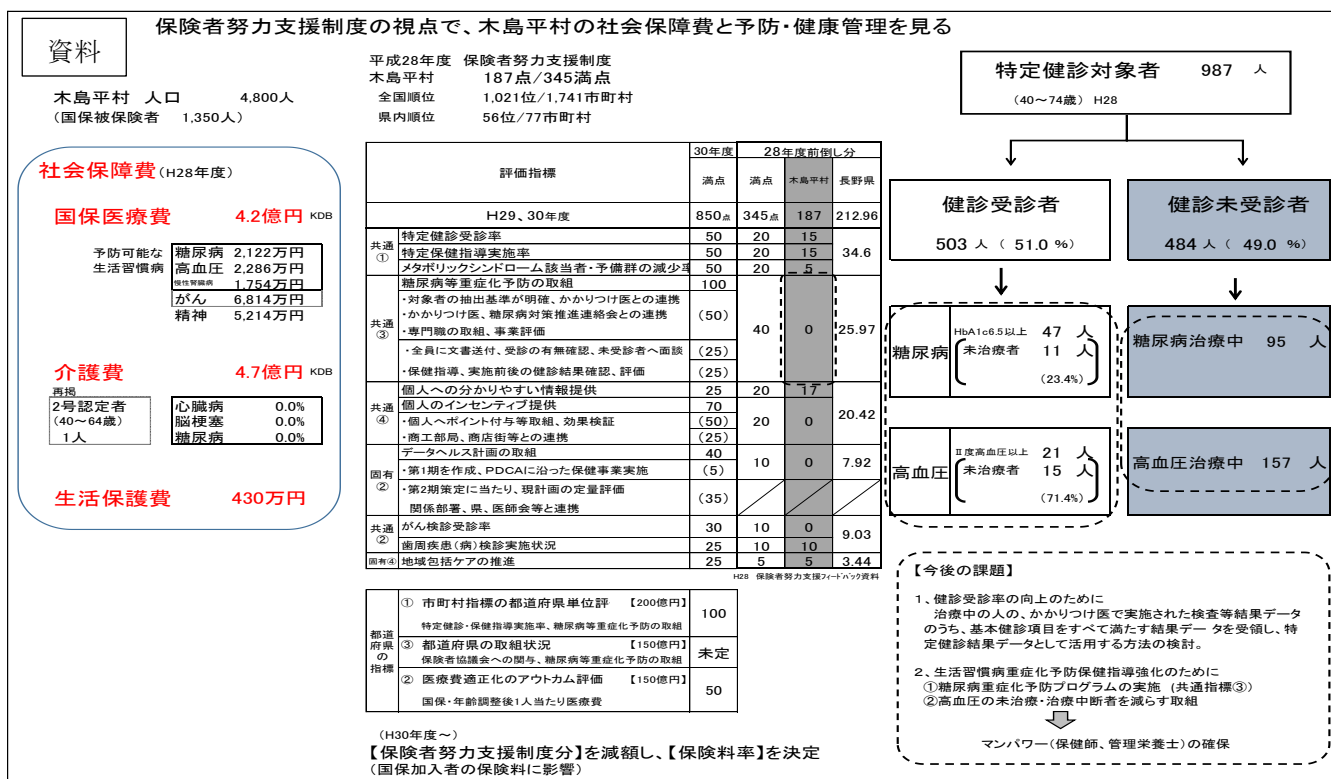 保険者努力支援制度の視点で、木島平村の社会保障費と予防・健康管理を見る
資料
木島平村 人口 4,800人
(国保被保険者 1,350人)
平成28年度 保険者努力支援制度
木島平村 187点/345満点
全国順位 1,021位/1,741市町村
県内順位 56位/77市町村
社会保障費(H28年度)
国保医療費 4.2億円 KDB
予防可能な
生活習慣病
糖尿病 2,122万円
高血圧 2,286万円
慢性腎臓病 1,754万円
がん 6,814万円
精神 5,214万円
介護費 4.7億円 KDB
再掲
2号認定者
(40~64歳)
1人
心臓病 0.0%
脳梗塞 0.0%
糖尿病 0.0%
生活保護費 430万円
評価指標 30年度 28年度前倒し分
満点 満点 木島平村 長野県
H29、30年度 850点 345点 187 212.96
共通① 特定健診受診率 50 20 15 34.6
特定保健指導実施率 50 20 15
メタボリックシンドローム該当者・予備群の減少率 50 20 5
共通③ 糖尿病等重症化予防の取組 100 40 0 25.97
・対象者の抽出基準が明確、かかりつけ医との連携 (50)
・かかりつけ医、糖尿病対策推進連絡会との連携
・専門職の取組、事業評価
・全員に文書送付、受診の有無確認、未受診者へ面談 (25)
・保健指導、実施前後の健診結果確認、評価 (25)
共通④ 個人への分かりやすい情報提供 25 20 17 20.42
個人のインセンティブ提供 70 20 0
・個人へポイント付与等取組、効果検証 (50)
・商工部局、商店街等との連携 (25)
固有② データヘルス計画の取組 40 10 0 7.92
・第1期を作成、PDCAに沿った保健事業実施 (5)
・第2期策定に当たり、現計画の定量評価 (35)
関係部署、県、医師会等と連携
共通② がん検診受診率 30 10 0 9.03
歯周疾患(病)検診実施状況 25 10 10
固有④ 地域包括ケアの推進 25 5 5 3.44
H28 保険者努力支援フィードバック資料
都道府県の指標
① 市町村指標の都道府県単位評 【200億円】 100
特定健診・保健指導実施率、糖尿病等重症化予防の取組
③ 都道府県の取組状況 【150億円】 未定
保険者協議会への関与、糖尿病等重症化予防の取組
② 医療費適正化のアウトカム評価 【150億円】 50
国保・年齢調整後1人当たり医療費
(H30年度~)
【保険者努力支援制度分】を減額し、【保険料率】を決定
(国保加入者の保険料に影響)
特定健診対象者 987 人
(40~74歳) H28
健診受診者
503 人 ( 51.0 %)
健診未受診者
484 人 ( 49.0 %)
糖尿病
HbA1c6.5以上 47 人
未治療者 11 人
(23.4%)
糖尿病治療中 95 人
高血圧
Ⅱ度高血圧以上 21 人
未治療者 15 人
(71.4%)
高血圧治療中 157 人
【今後の課題】
1、健診受診率の向上のために
治療中の人の、かかりつけ医で実施された検査等結果データ
のうち、基本健診項目をすべて満たす結果データを受領し、特
定健診結果データとして活用する方法の検討。
2、生活習慣病重症化予防保健指導強化のために
①糖尿病重症化予防プログラムの実施 (共通指標③)
②高血圧の未治療・治療中断者を減らす取組
マンパワー(保健師、管理栄養士)の確保